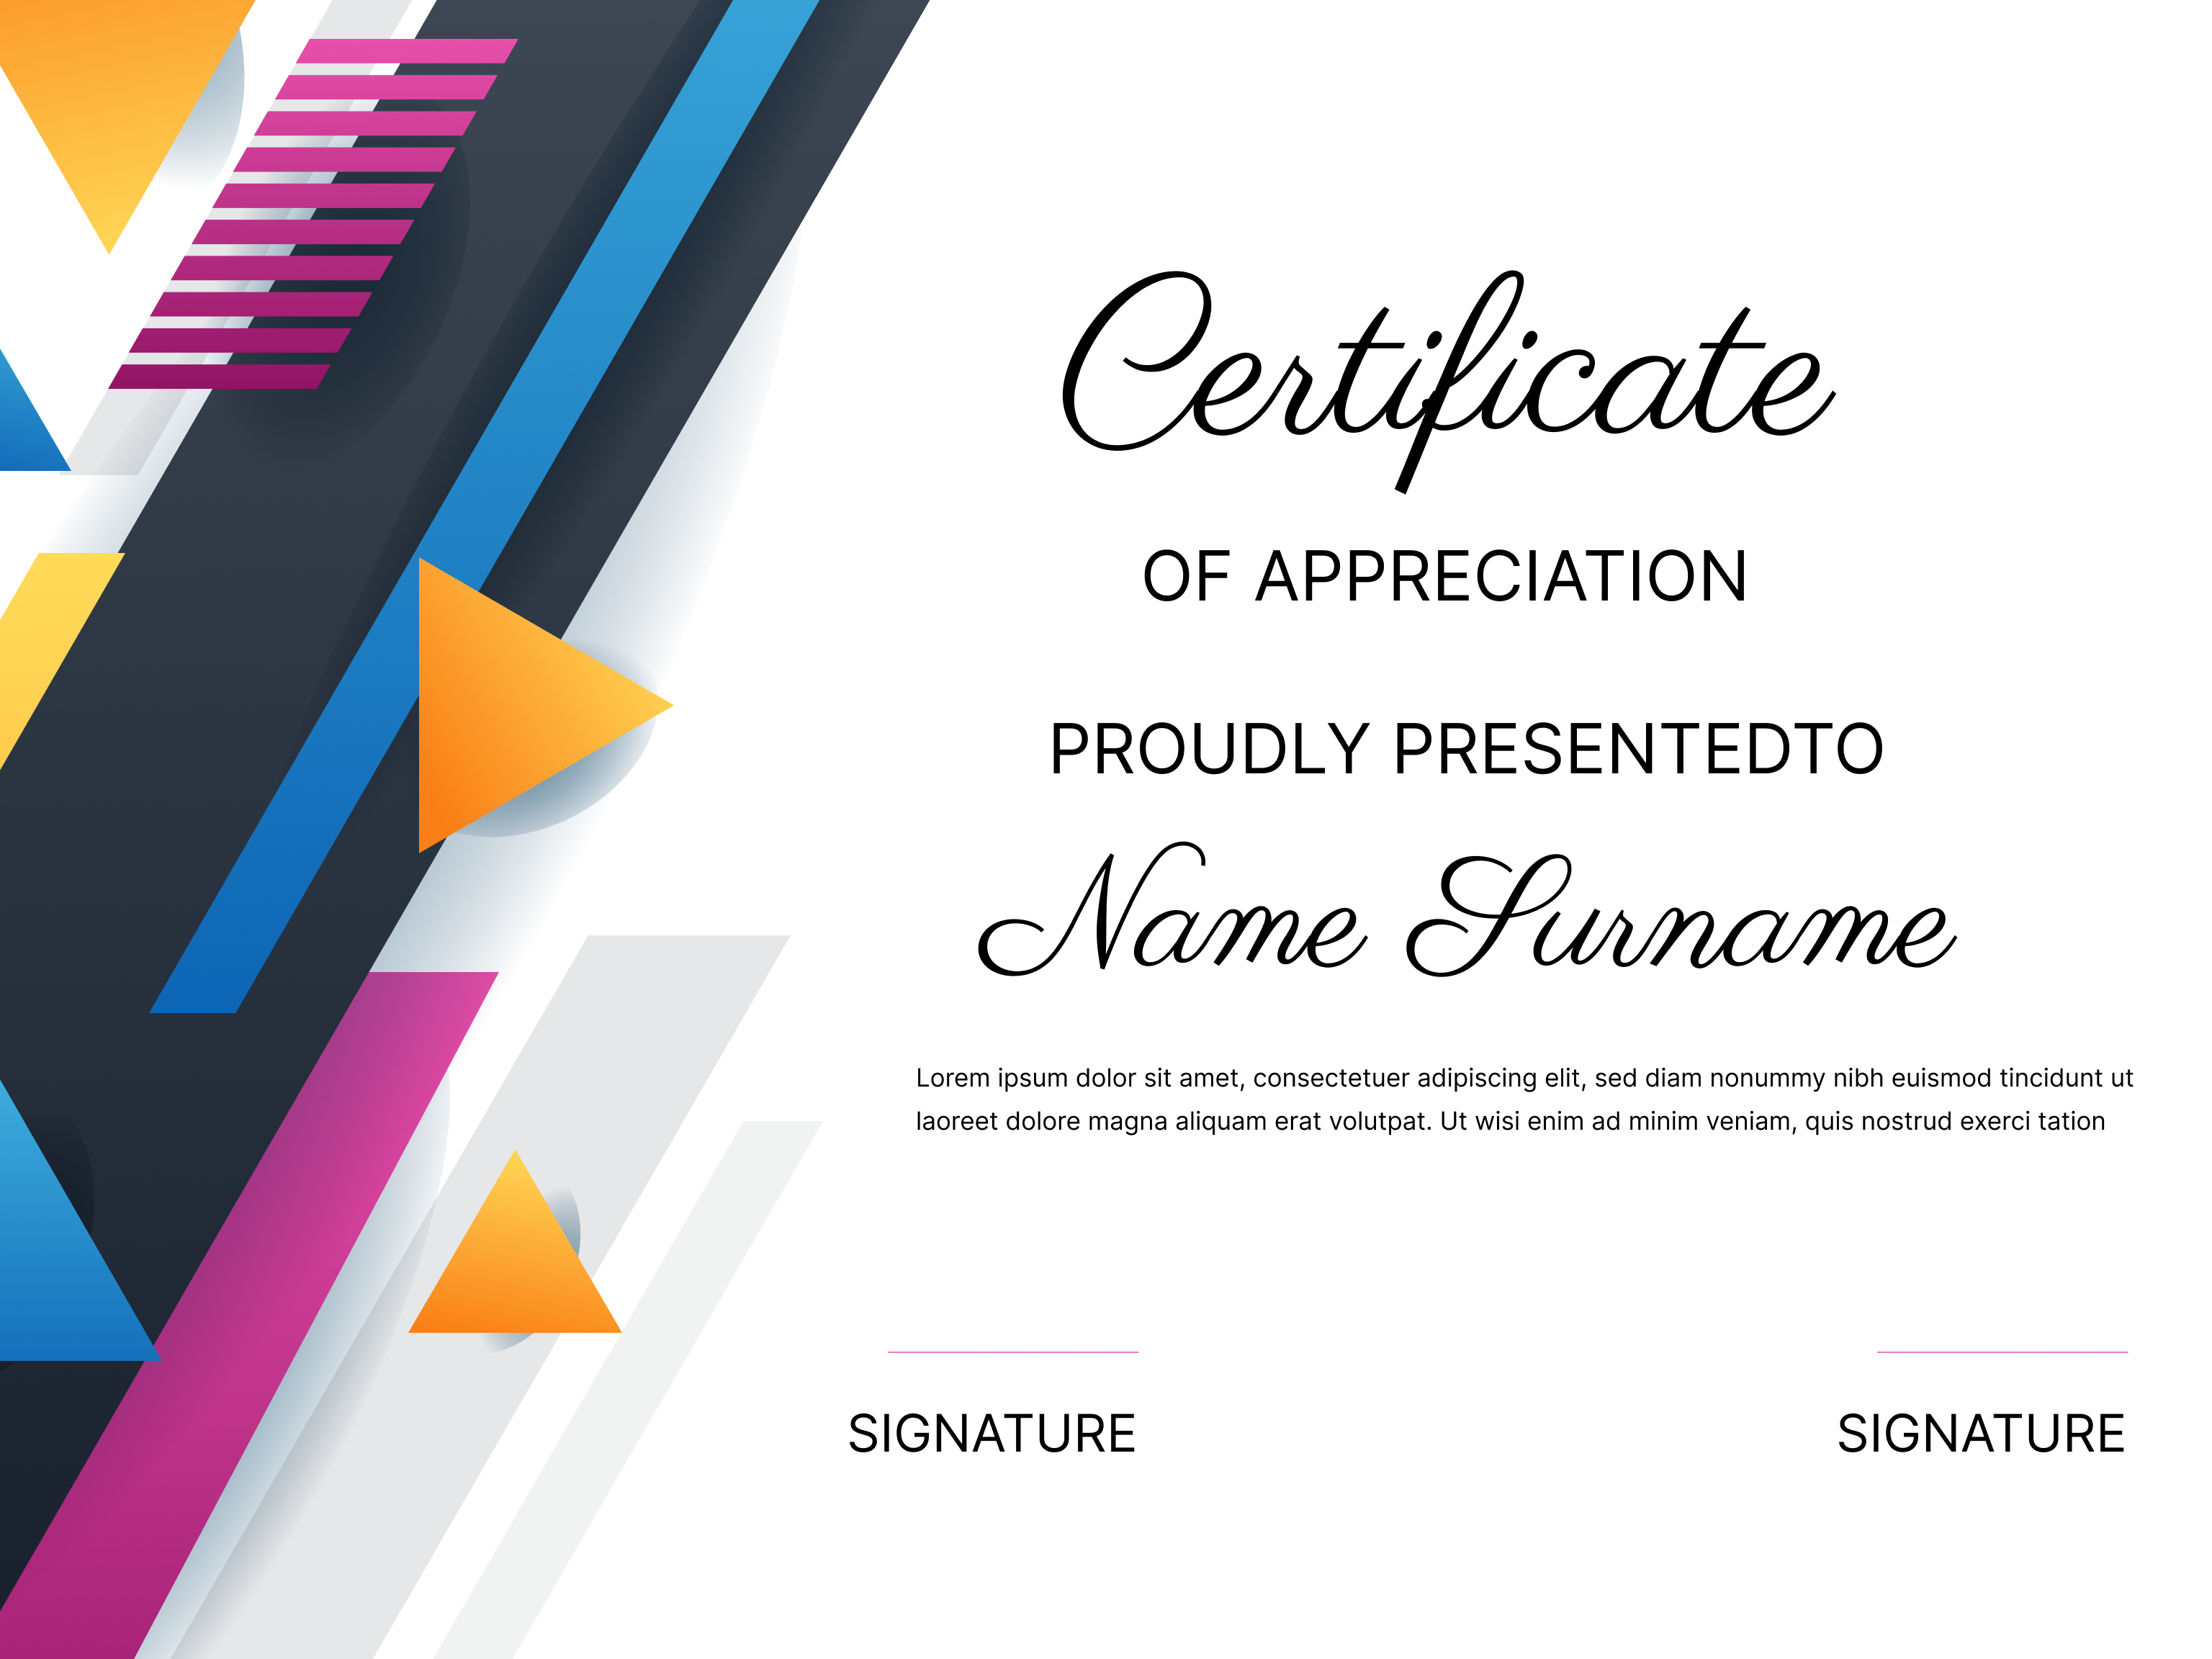 Certificate
OF APPRECIATION
PROUDLY PRESENTEDTO
Name Surname
Lorem ipsum dolor sit amet, consectetuer adipiscing elit, sed diam nonummy nibh euismod tincidunt ut
laoreet dolore magna aliquam erat volutpat. Ut wisi enim ad minim veniam, quis nostrud exerci tation
SIGNATURE
SIGNATURE